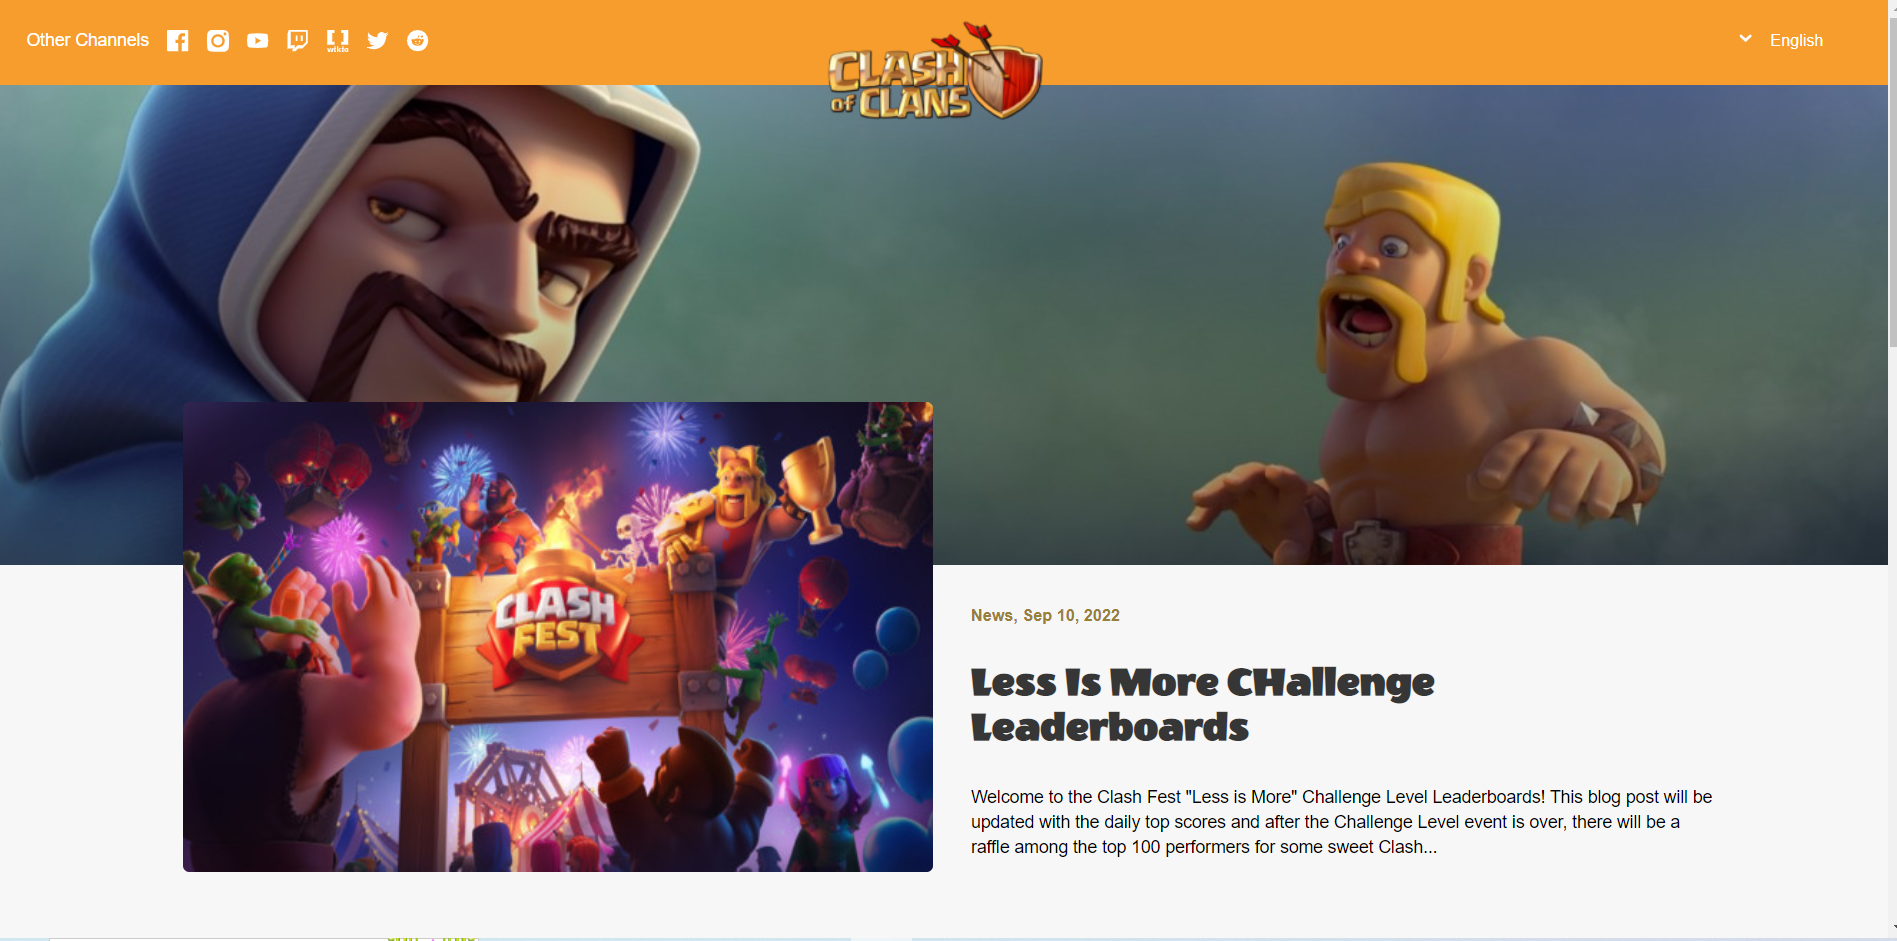 Other Channels
wikia
CLASH
OF CLANS
English
CLASH
FEST
News, Sep 10, 2022
Less Is More CHallenge
Leaderboards
Welcome to the Clash Fest "Less is More" Challenge Level Leaderboards! This blog post will be
updated with the daily top scores and after the Challenge Level event is over, there will be a
raffle among the top 100 performers for some sweet Clash...